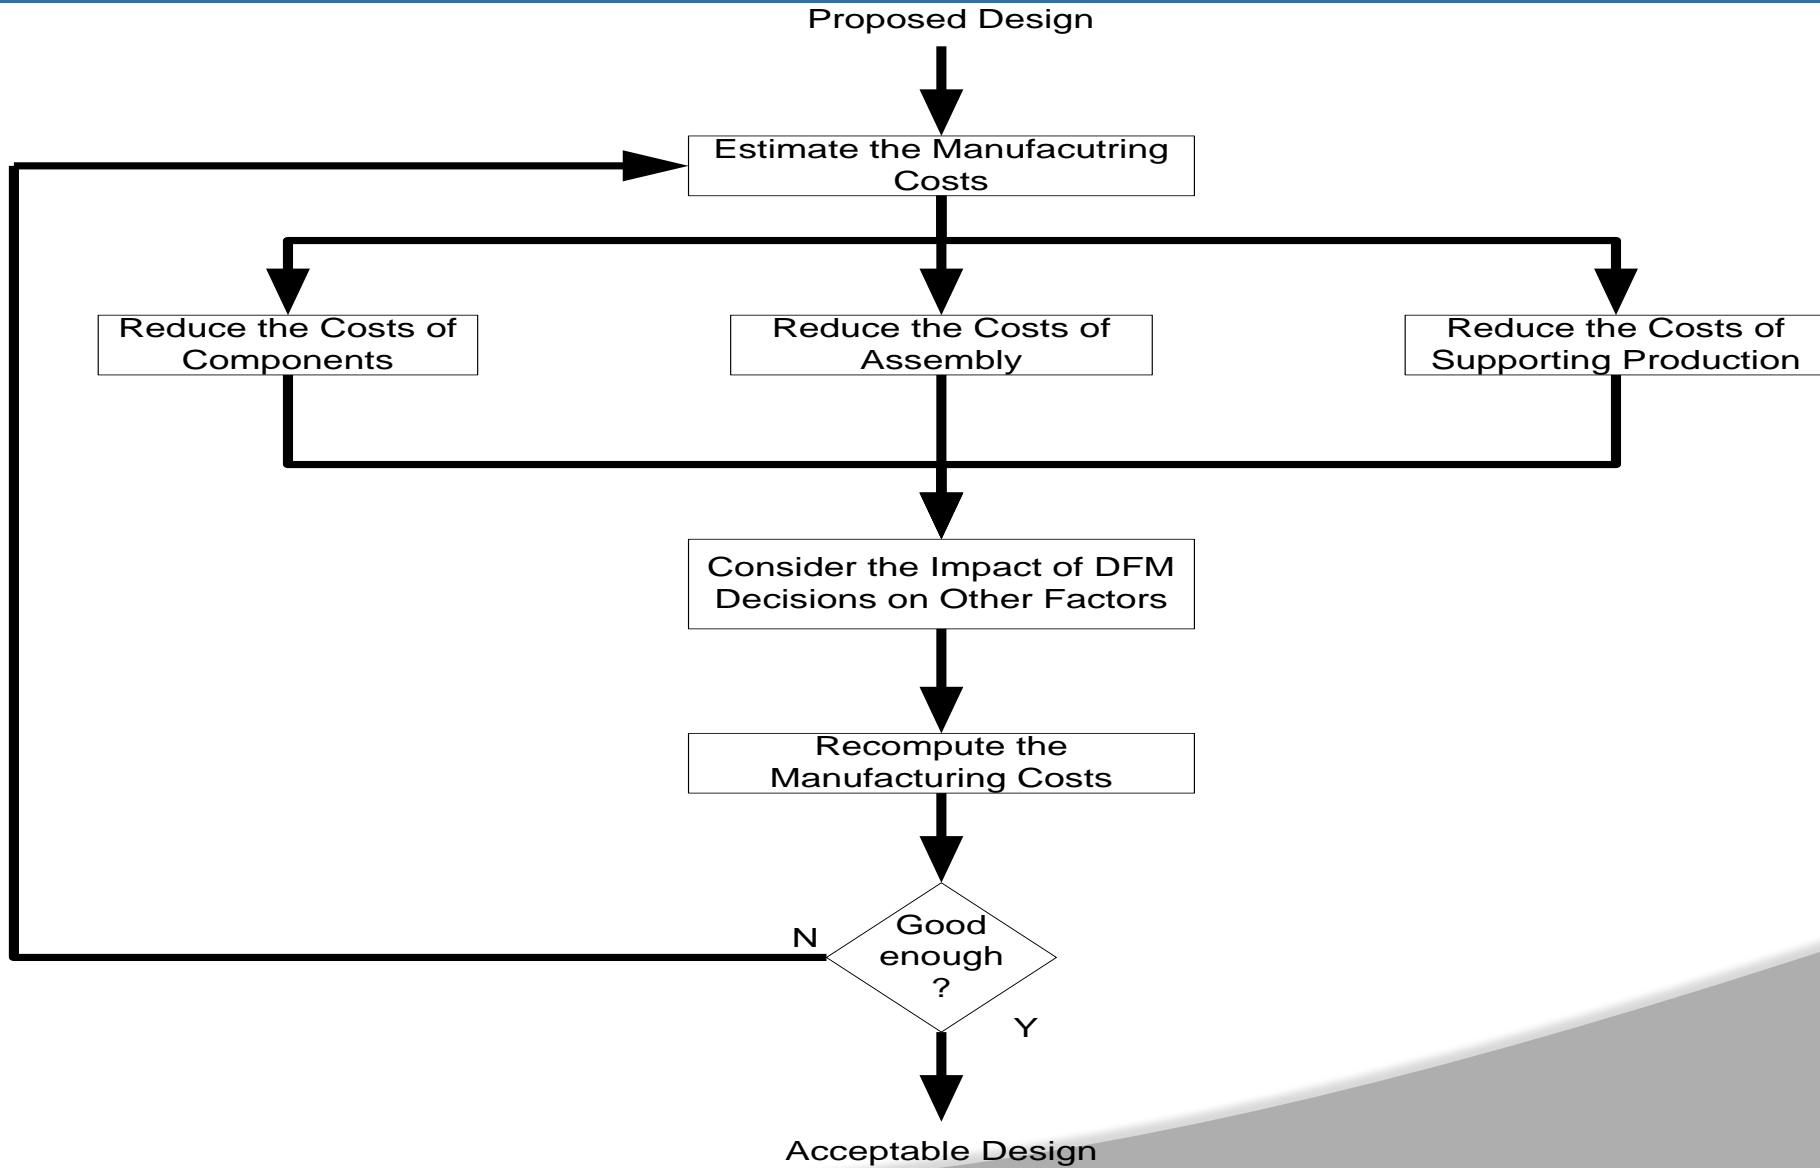 Proposed Design
Estimate the Manufacutring
Costs
Reduce the Costs of
Components
Reduce the Costs of
Assembly
Reduce the Costs of
Supporting Production
Consider the Impact of DFM
Decisions on Other Factors
Recompute the
Manufacturing Costs
Good
enough
?
N
Y
Acceptable Design